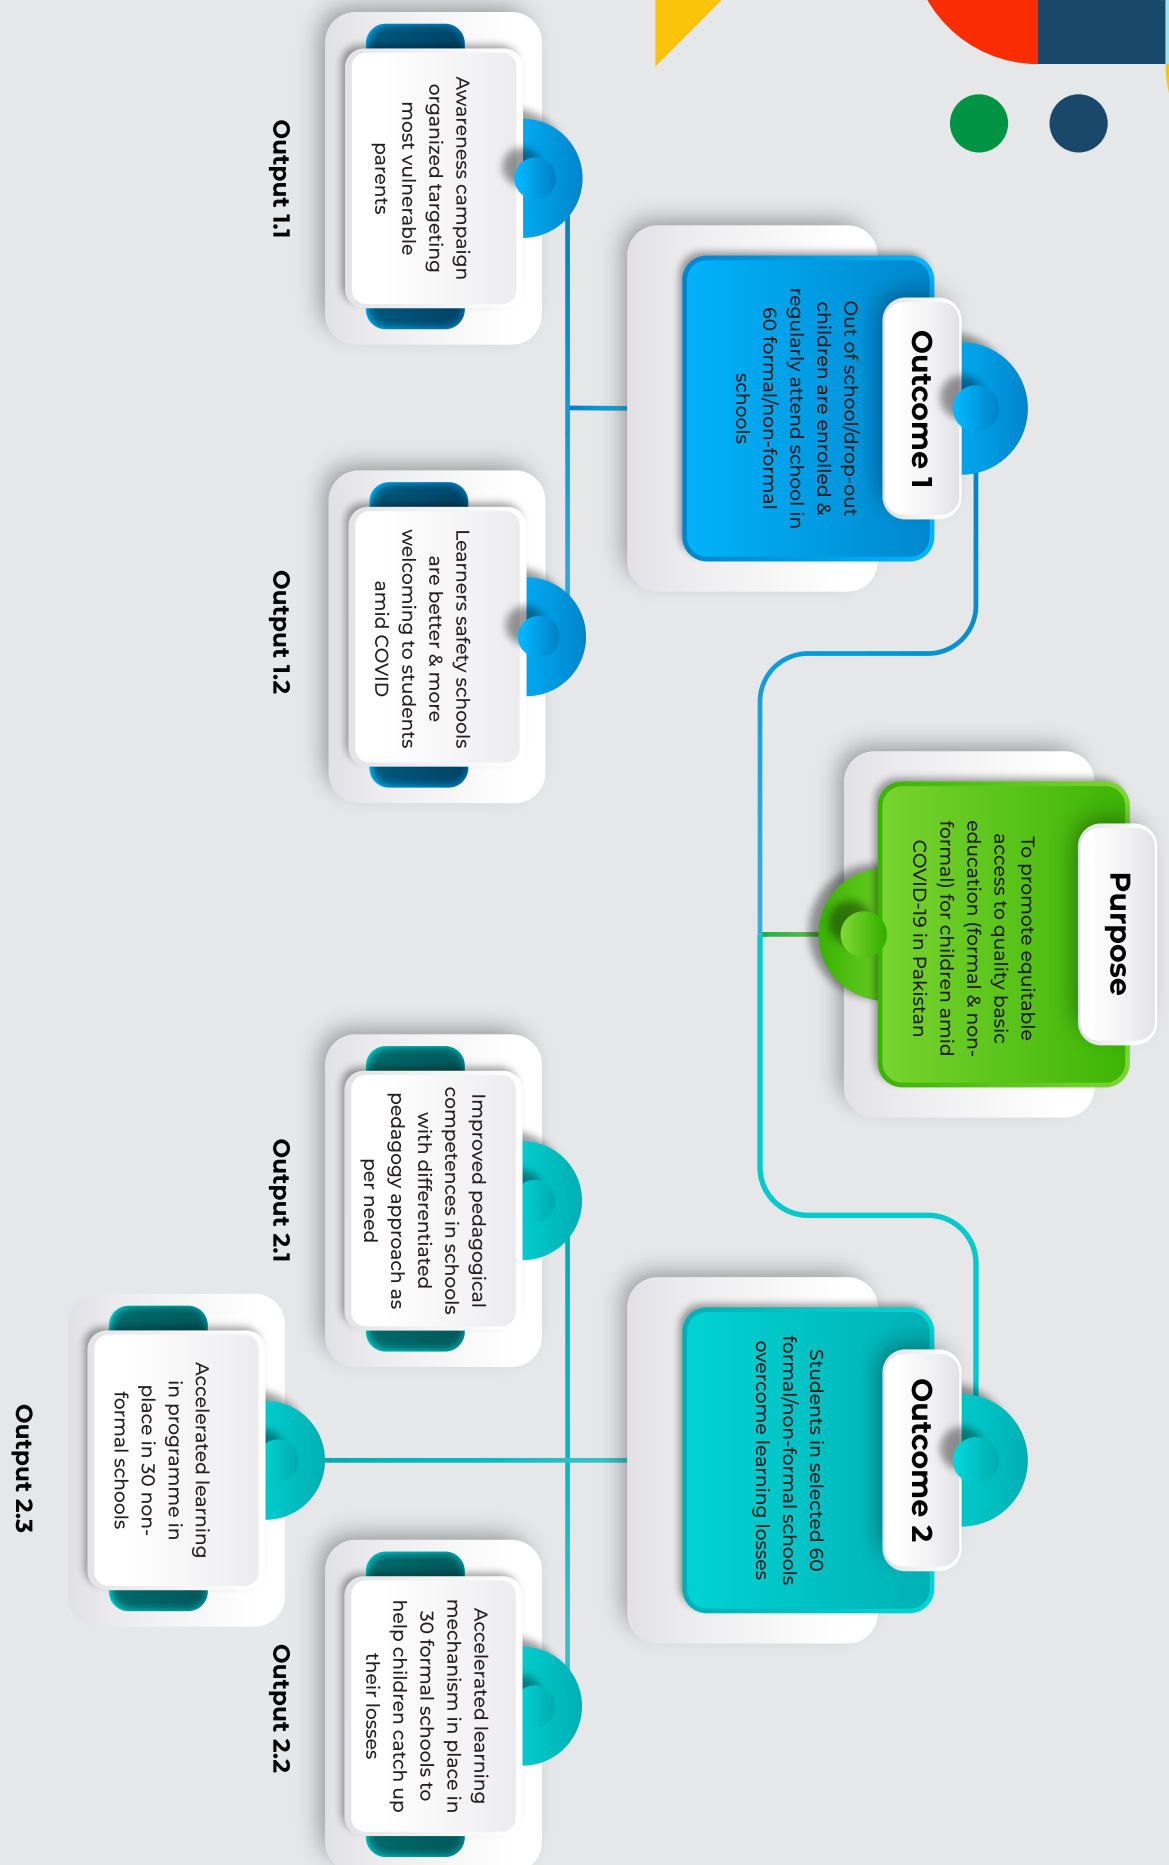 Purpose
To promote equitable
access to quality basic
education (formal & non-
formal) for children amid
COVID-19 in Pakistan
Outcome 1
Out of school/drop-out
children are enrolled &
regularly attend school in
60 formal/non-formal
schools
Outcome 2
Students in selected 60
formal/non-formal schools
overcome learning losses
Awareness campaign
organized targeting
most vulnerable
parents
Output 1.1
Learners safety schools
are better & more
welcoming to students
amid COVID
Output 1.2
Improved pedagogical
competences in schools
with differentiated
pedagogy approach as
per need
Output 2.1
Accelerated learning
mechanism in place in
30 formal schools to
help children catch up
their losses
Output 2.2
Accelerated learning
in programme in
place in 30 non-
formal schools
Output 2.3